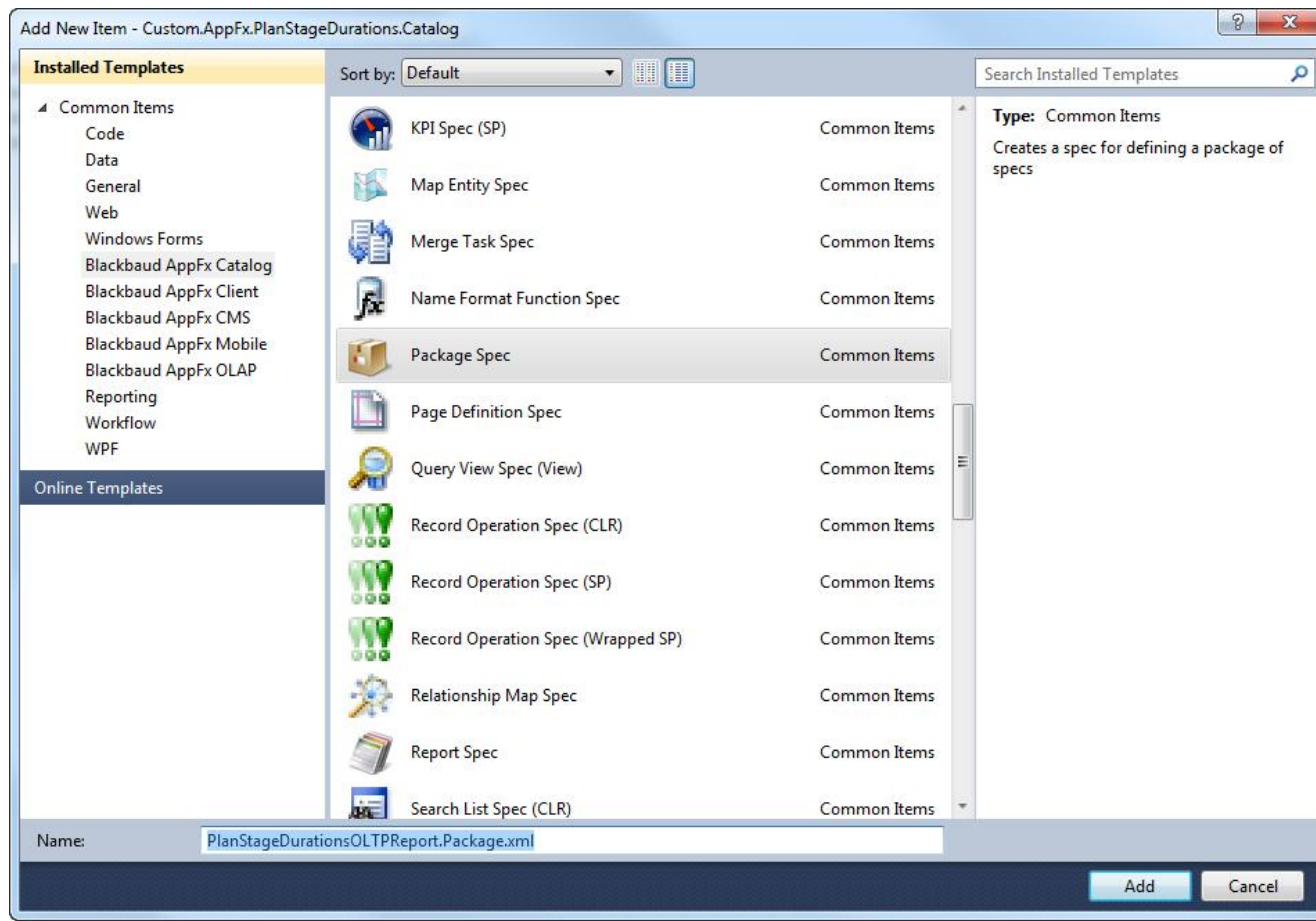 Add New Item - Custom.AppFx.PlanStageDurations.Catalog
Installed Templates
Sort by: Default
Search Installed Templates
Common Items
Code
Data
General
Web
Windows Forms
Blackbaud AppFx Catalog
Blackbaud AppFx Client
Blackbaud AppFx CMS
Blackbaud AppFx Mobile
Blackbaud AppFx OLAP
Reporting
Workflow
WPF
Online Templates
KPI Spec (SP) Common Items
Map Entity Spec Common Items
Merge Task Spec Common Items
Name Format Function Spec Common Items
Package Spec Common Items
Page Definition Spec Common Items
Query View Spec (View) Common Items
Record Operation Spec (CLR) Common Items
Record Operation Spec (SP) Common Items
Record Operation Spec (Wrapped SP) Common Items
Relationship Map Spec Common Items
Report Spec Common Items
Search List Spec (CLR) Common Items
Type: Common Items
Creates a spec for defining a package of
specs
Name: PlanStageDurationsOLTPReport.Package.xml
Add Cancel